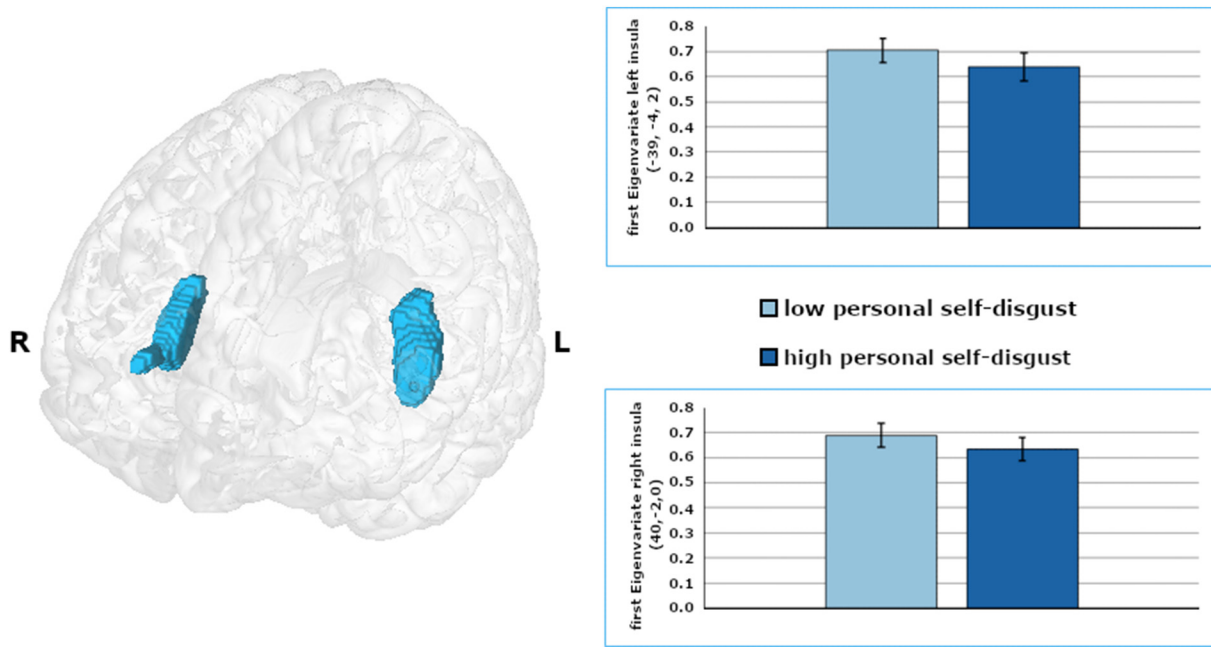 R
L
first Eigenvariate left insula
(-39, -4, 2)
0.8
0.7
0.6
0.5
0.4
0.3
0.2
0.1
0.0
low personal self-disgust
high personal self-disgust
first Eigenvariate right insula
(40,-2,0)
0.8
0.7
0.6
0.5
0.4
0.3
0.2
0.1
0.0